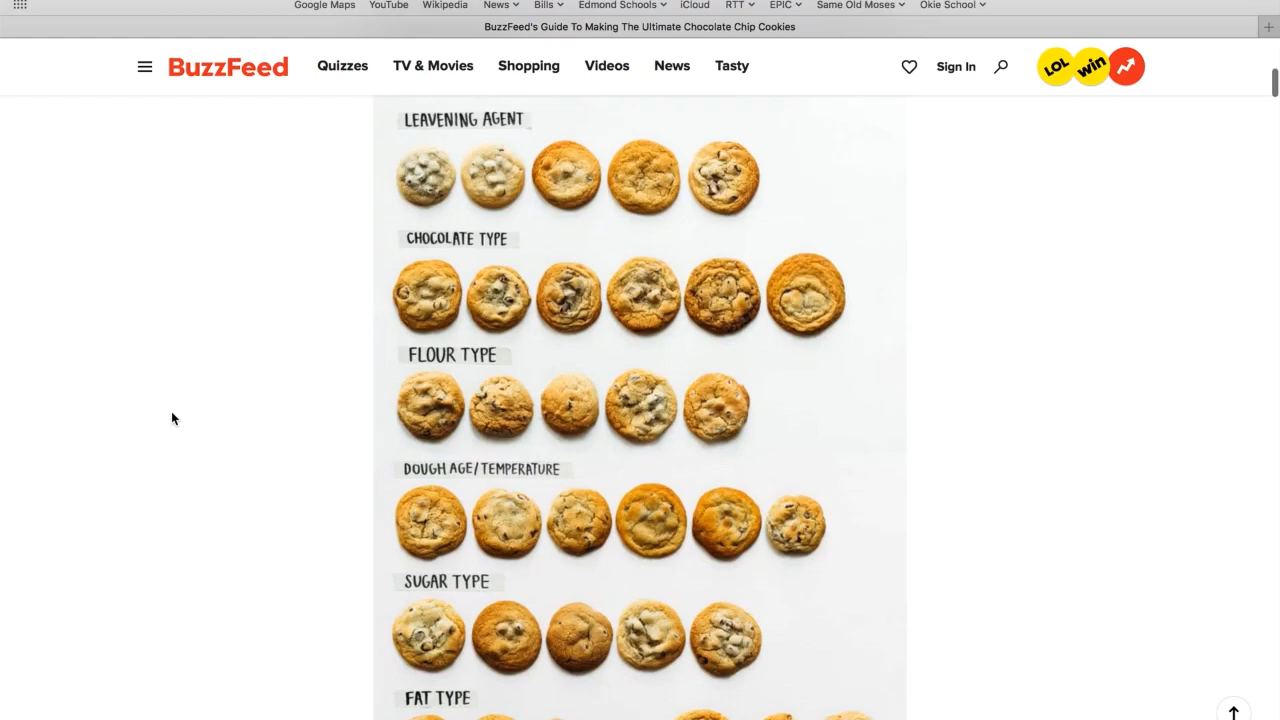 Google Maps YouTube Wikipedia News Bills Edmond Schools iCloud RTT EPIC Same Old Moses Okie School
BuzzFeed's Guide To Making The Ultimate Chocolate Chip Cookies
BuzzFeed Quizzes TV & Movies Shopping Videos News Tasty Sign In LOL win
LEAVENING AGENT
CHOCOLATE TYPE
FLOUR TYPE
DOUGH AGE/TEMPERATURE
SUGAR TYPE
FAT TYPE